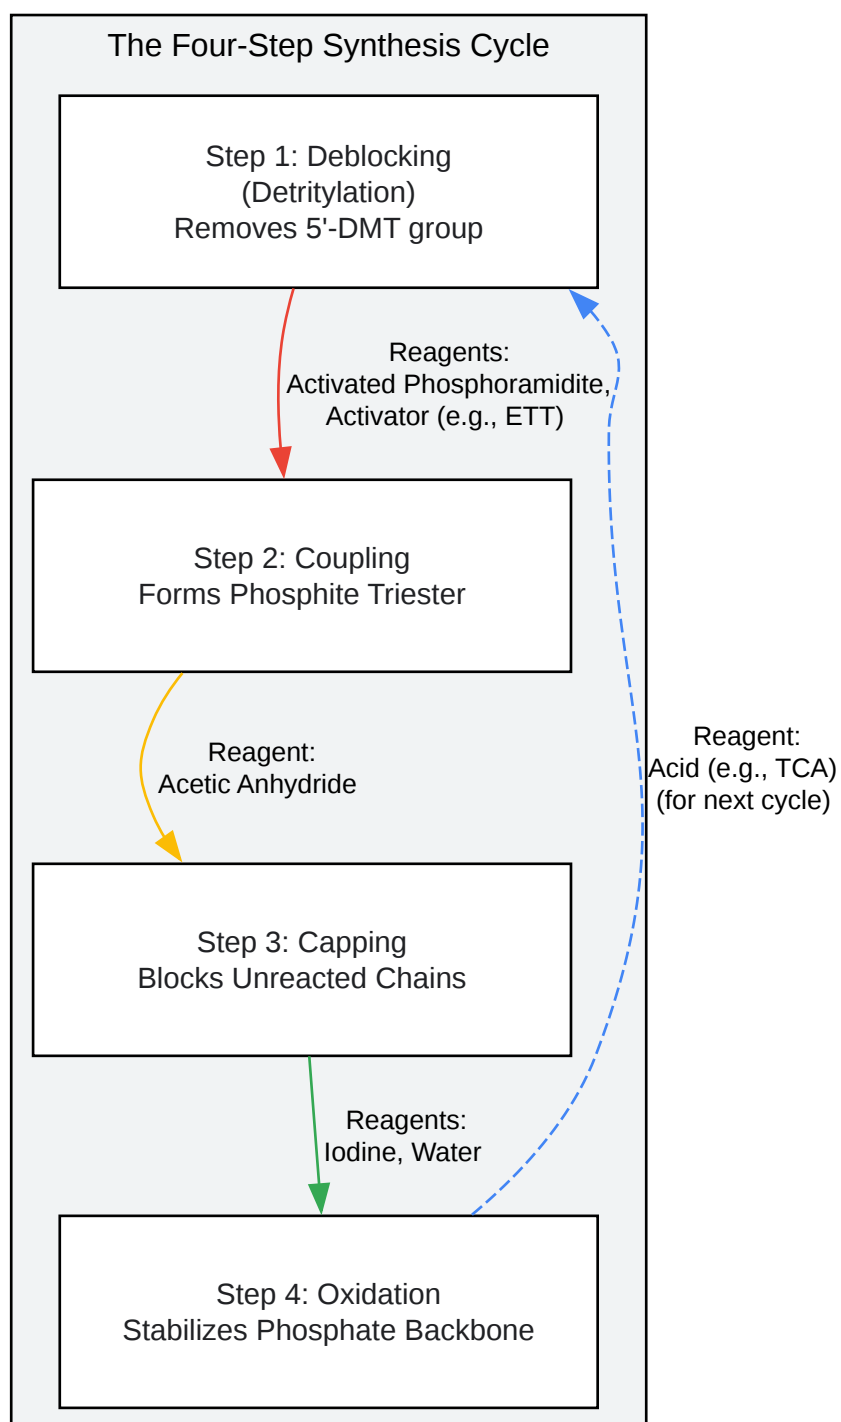 The Four-Step Synthesis Cycle
Step 1: Deblocking
(Detritylation)
Removes 5'-DMT group
Reagents:
Activated Phosphoramidite,
Activator (e.g., ETT)
Step 2: Coupling
Forms Phosphite Triester
Reagent:
Acetic Anhydride
Reagent:
Acid (e.g., TCA)
(for next cycle)
Step 3: Capping
Blocks Unreacted Chains
Reagents:
Iodine, Water
Step 4: Oxidation
Stabilizes Phosphate Backbone